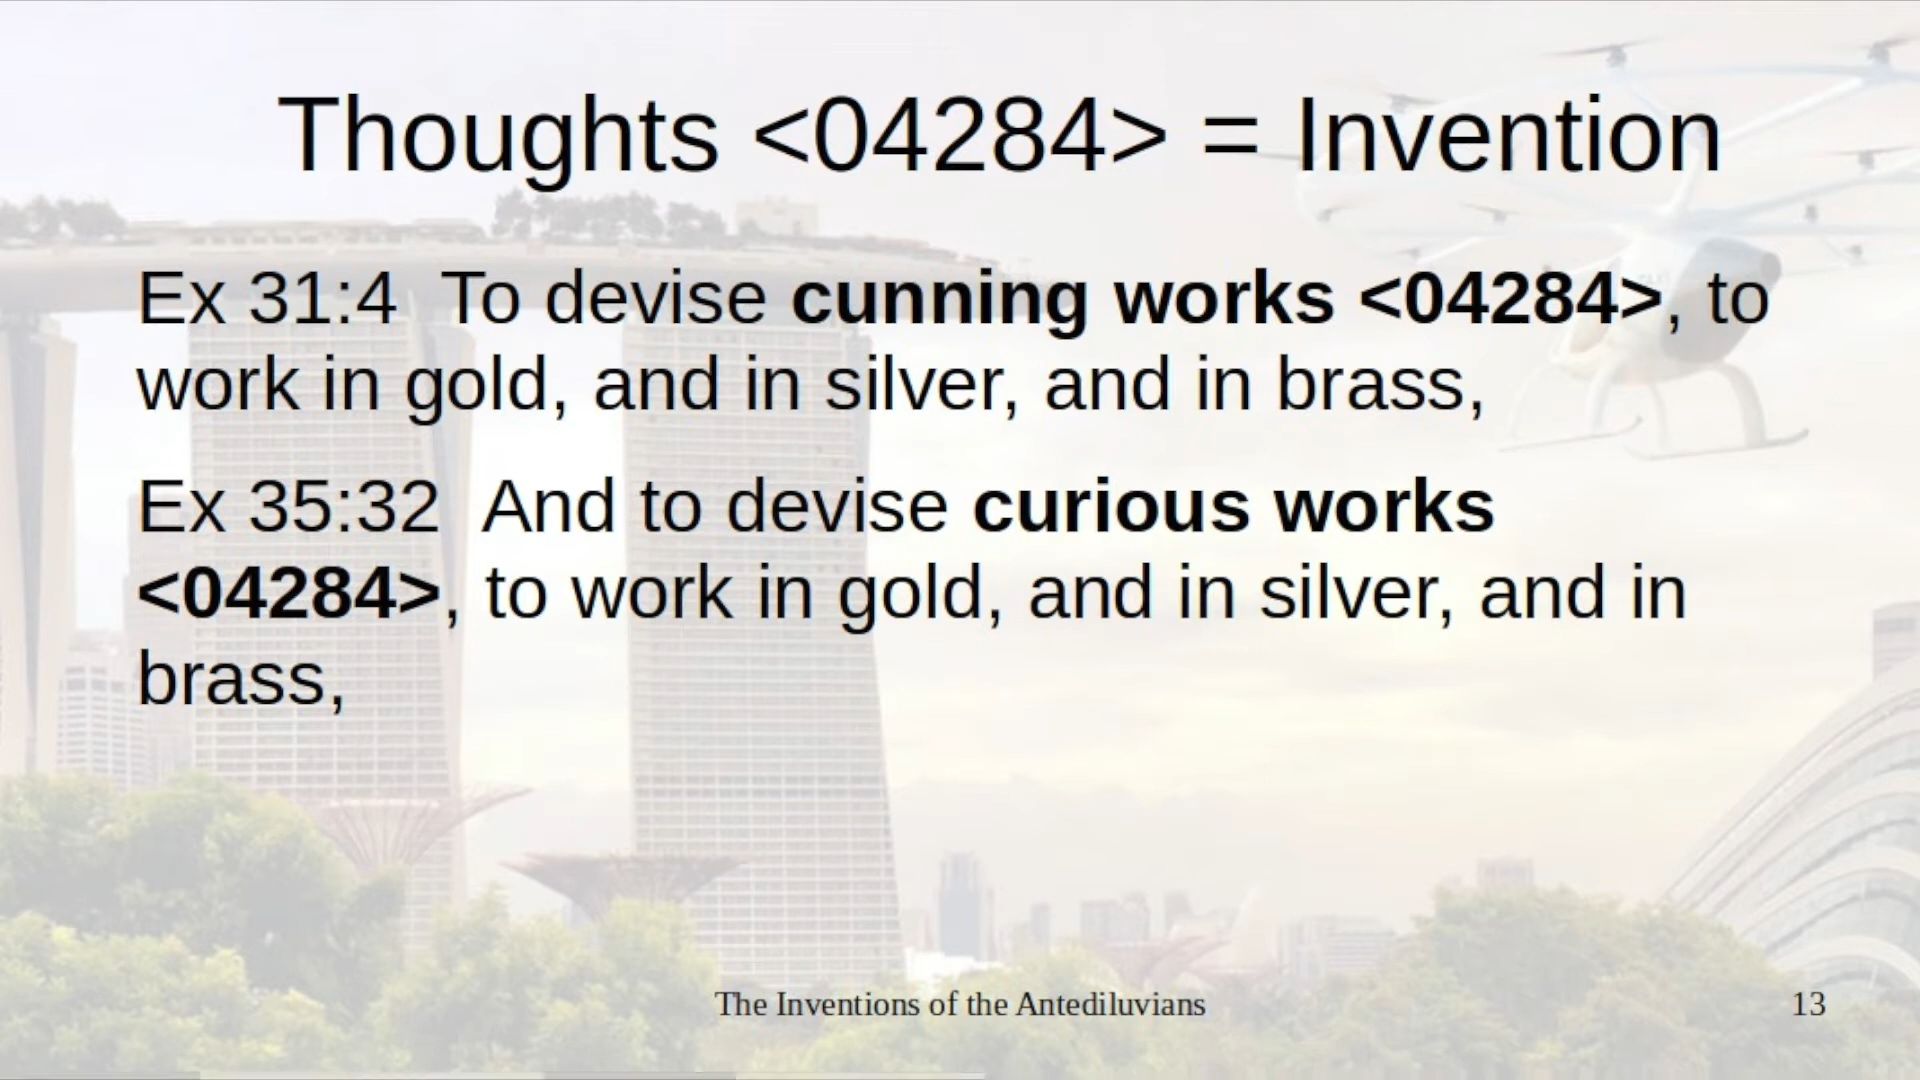 Thoughts <04284> = Invention
Ex 31:4  To devise cunning works <04284>, to
work in gold, and in silver, and in brass,
Ex 35:32  And to devise curious works
<04284>, to work in gold, and in silver, and in
brass,
The Inventions of the Antediluvians
13